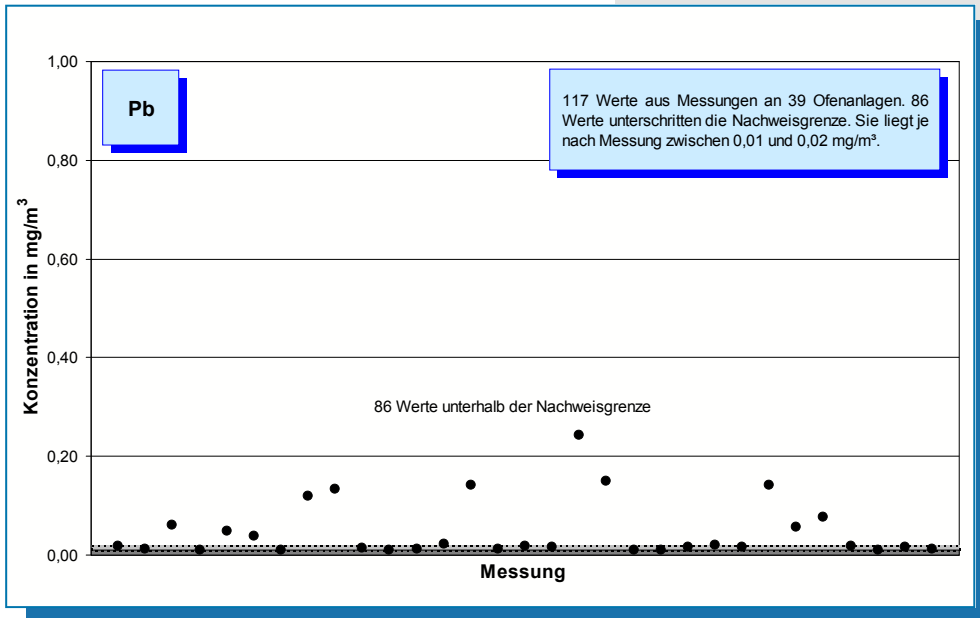 Pb
117 Werte aus Messungen an 39 Ofenanlagen. 86
Werte unterschritten die Nachweisgrenze. Sie liegt je
nach Messung zwischen 0,01 und 0,02 mg/m³.
Konzentration in mg/m³
1,00
0,80
0,60
0,40
0,20
0,00
86 Werte unterhalb der Nachweisgrenze
Messung